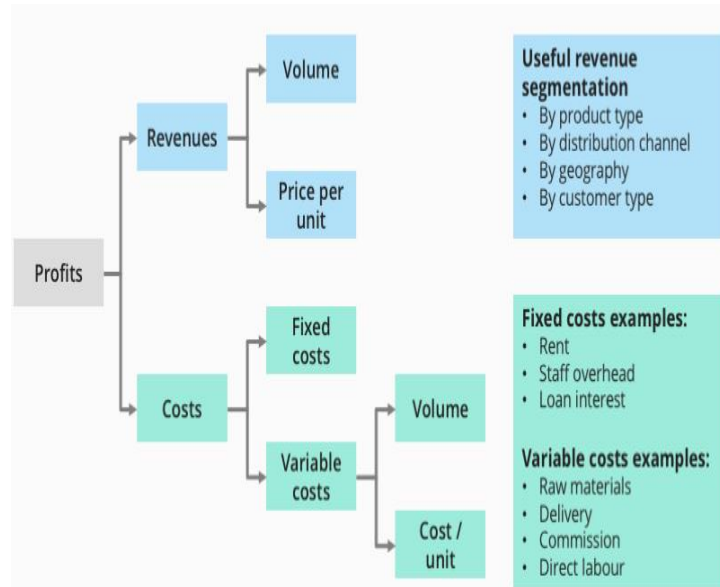 Profits
Revenues
Volume
Price per
unit
Costs
Fixed
costs
Variable
costs
Volume
Cost /
unit
Useful revenue
segmentation
• By product type
• By distribution channel
• By geography
• By customer type
Fixed costs examples:
• Rent
• Staff overhead
• Loan interest
Variable costs examples:
• Raw materials
• Delivery
• Commission
• Direct labour